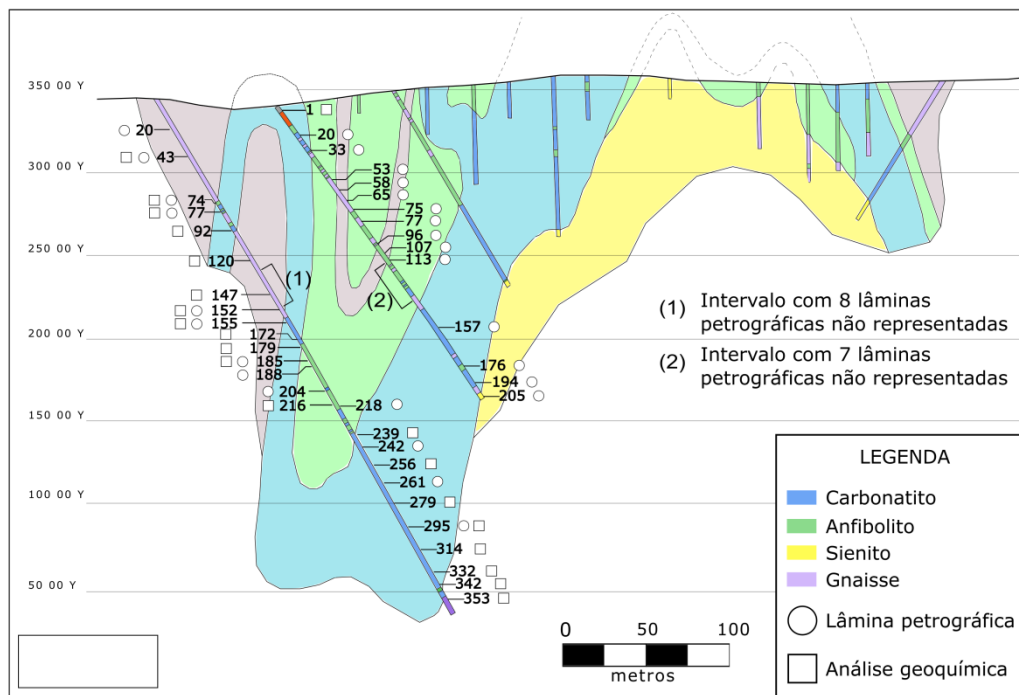 350 00 Y
300 00 Y
250 00 Y
200 00 Y
150 00 Y
100 00 Y
50 00 Y
20
43
74
77
92
120
147
152
155
172
179
185
188
204
216
218
239
242
256
261
279
295
314
332
342
353
(1)
1
20
33
53
58
65
75
77
96
107
113
(2)
157
176
194
205
(1) Intervalo com 8 lâminas
petrográficas não representadas
(2) Intervalo com 7 lâminas
petrográficas não representadas
0 50 100
metros
LEGENDA
Carbonatito
Anfibolito
Sienito
Gnaisse
Lâmina petrográfica
Análise geoquímica